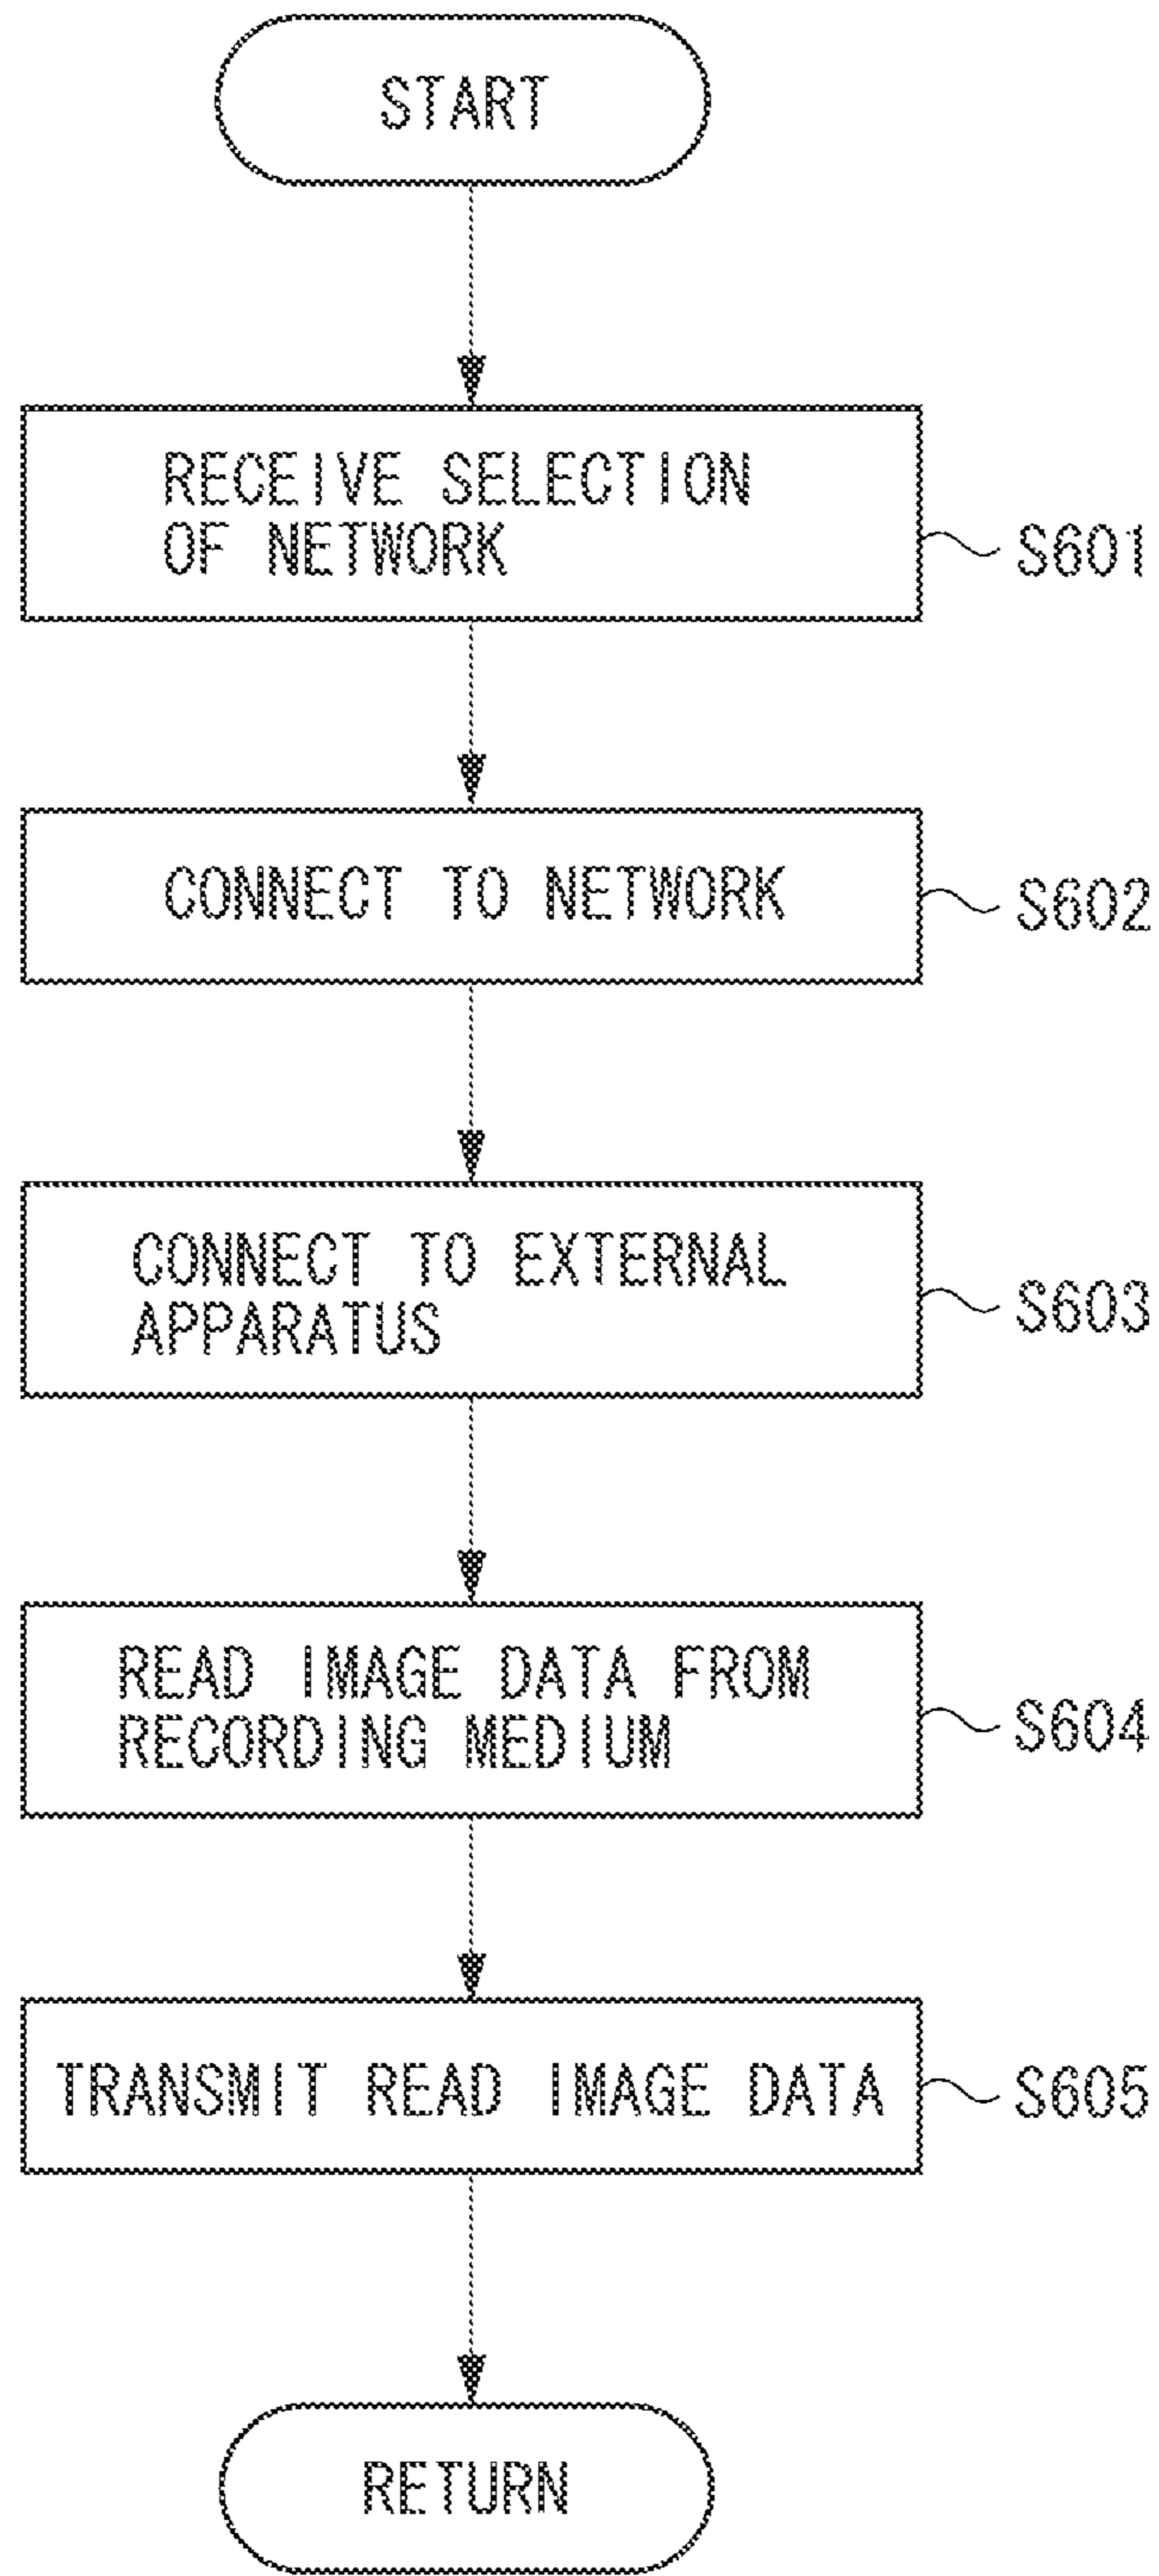 START
RECEIVE SELECTION
OF NETWORK
S601
CONNECT TO NETWORK
S602
CONNECT TO EXTERNAL
APPARATUS
S603
READ IMAGE DATA FROM
RECORDING MEDIUM
S604
TRANSMIT READ IMAGE DATA
S605
RETURN